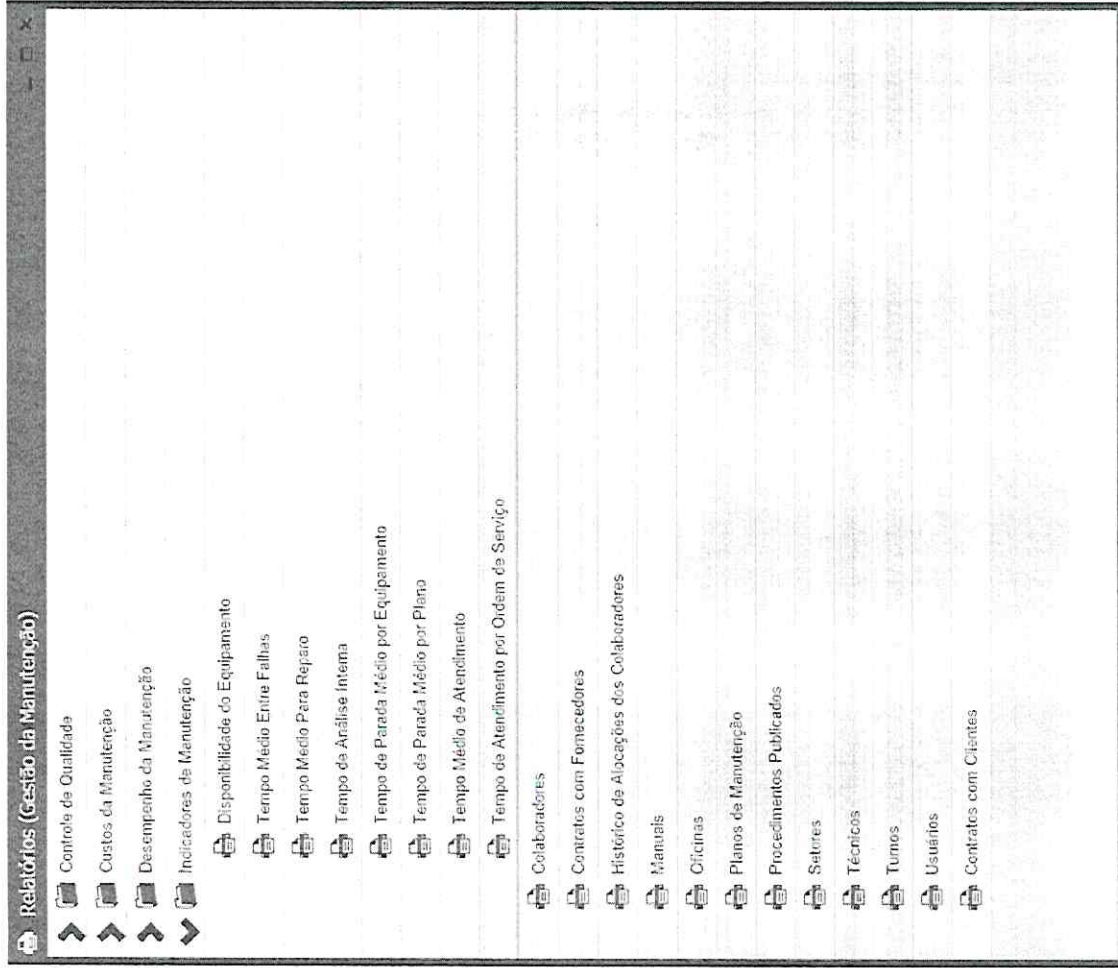 Relatórios (Gestão da Manutenção)
Controle de Qualidade
Custos da Manutenção
Desempenho da Manutenção
Indicadores de Manutenção
Disponibilidade do Equipamento
Tempo Médio Entre Falhas
Tempo Médio Para Reparo
Tempo de Análise Interna
Tempo de Parada Médio por Equipamento
Tempo de Parada Médio por Plano
Tempo Médio de Atendimento
Tempo de Atendimento por Ordem de Serviço
Colaboradores
Contratos com Fornecedores
Histórico de Alocações dos Colaboradores
Manuais
Oficinas
Planos de Manutenção
Procedimentos Publicados
Setores
Técnicos
Turnos
Usuários
Contratos com Clientes